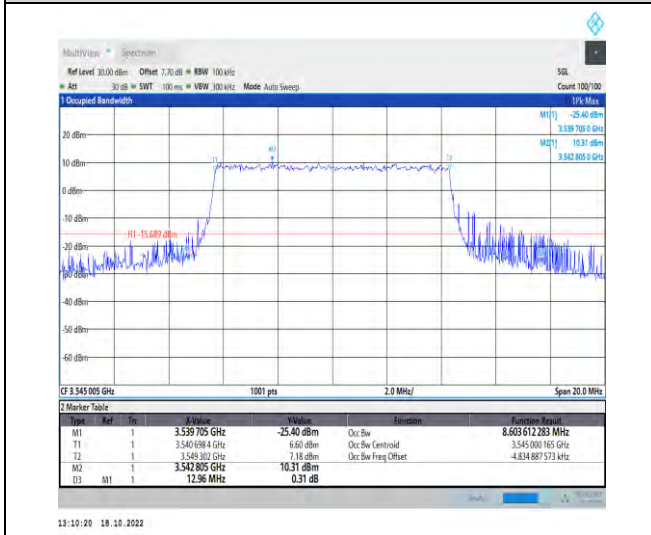 MultiView Spectrum
Ref Level 30.00 dBm Offset 7.70 dB RBW 100 kHz SGL
Att 30 dB SWT 100 ms VBW 300 kHz Mode Auto Sweep Count 100/100
1 Occupied Bandwidth 1Pk Max
M1[1] -25.40 dBm
3.539 705 0 GHz
20 dBm
M2[1] 10.31 dBm
3.542 805 0 GHz
M2
T1 T2
10 dBm
0 dBm
-10 dBm
H1 -15.689 dBm
-20 dBm
-30 dBm
-40 dBm
-50 dBm
-60 dBm
CF 3.545 005 GHz 1001 pts 2.0 MHz/ Span 20.0 MHz
2 Marker Table
Type Ref Trc X-Value Y-Value Function Function Result
M1 1 3.539 705 GHz -25.40 dBm Occ Bw 8.603 612 283 MHz
T1 1 3.540 698 4 GHz 6.60 dBm Occ Bw Centroid 3.545 000 165 GHz
T2 1 3.549 302 GHz 7.18 dBm Occ Bw Freq Offset -4.834 887 573 kHz
M2 1 3.542 805 GHz 10.31 dBm
D3 M1 1 12.96 MHz 0.31 dB
13:10:20 18.10.2022